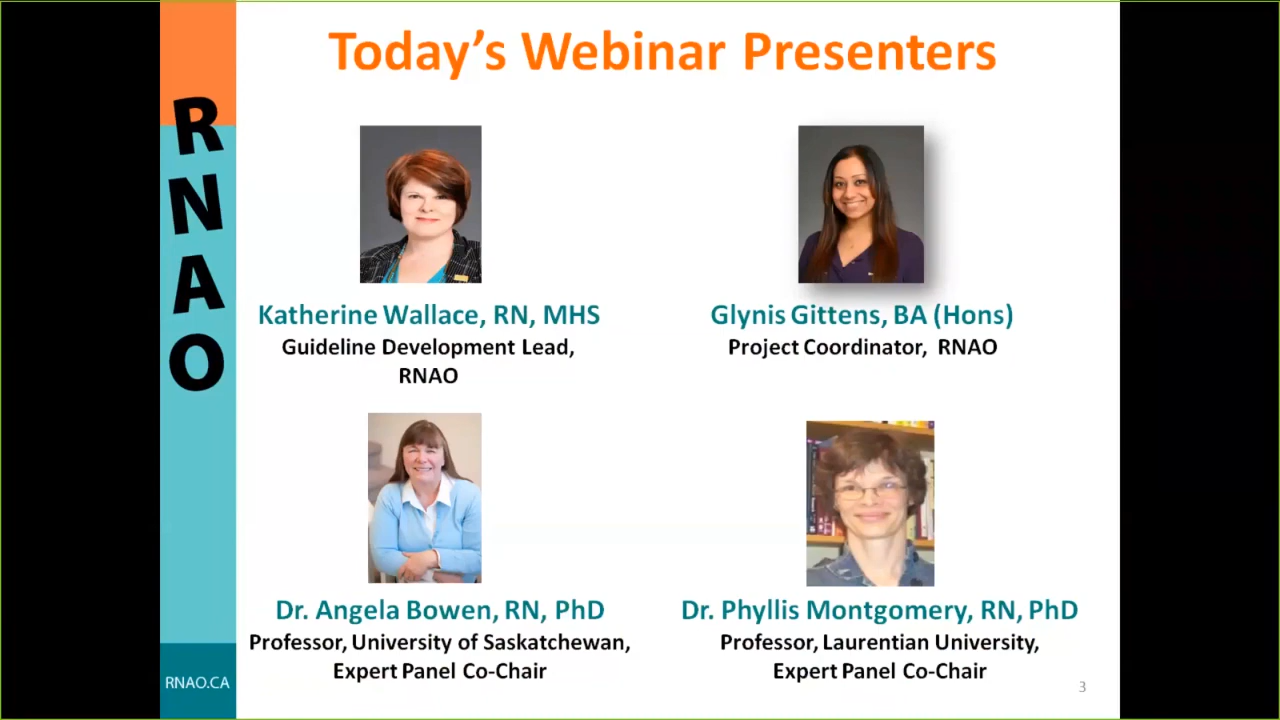 Today's Webinar Presenters
RNAO
Katherine Wallace, RN, MHS
Guideline Development Lead,
RNAO
Glynis Gittens, BA (Hons)
Project Coordinator, RNAO
Dr. Angela Bowen, RN, PhD
Professor, University of Saskatchewan,
Expert Panel Co-Chair
Dr. Phyllis Montgomery, RN, PhD
Professor, Laurentian University,
Expert Panel Co-Chair
RNAO.CA
3